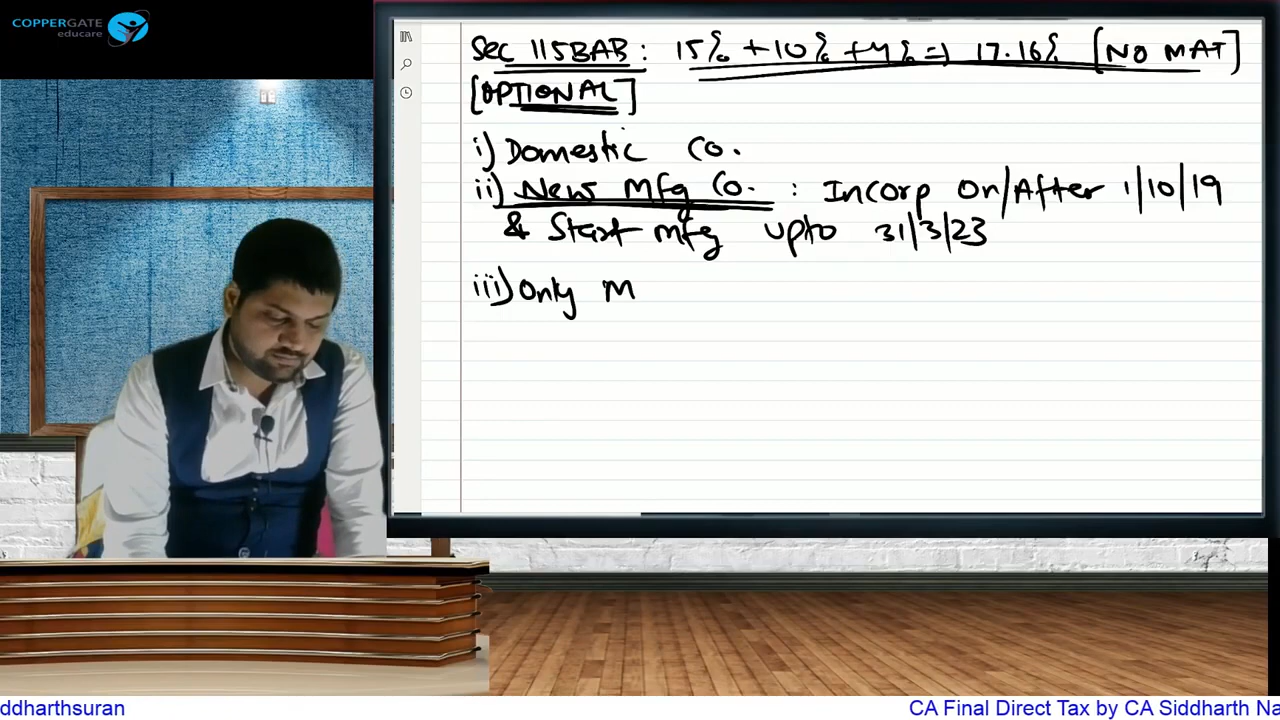 COPPERGATE
educare
Sec 115BAB: 15% + 10% + 4% => 17.16% [NO MAT]
[OPTIONAL]
i) Domestic Co.
ii) New Mfg Co. : Incorp On/After 1/10/19
& Start mfg upto 31/3/23
iii) Only M
ddharthsuran
CA Final Direct Tax by CA Siddharth Na